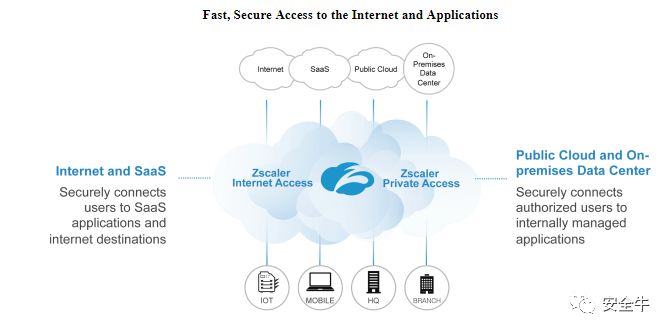 Fast, Secure Access to the Internet and Applications
Internet
SaaS
Public Cloud
On-
Premises
Data
Center
Internet and SaaS
Securely connects
users to SaaS
applications and
internet destinations
Zscaler
Internet Access
Zscaler
Private Access
Public Cloud and On-
premises Data Center
Securely connects
authorized users to
internally managed
applications
IOT
MOBILE
HQ
BRANCH
安全牛